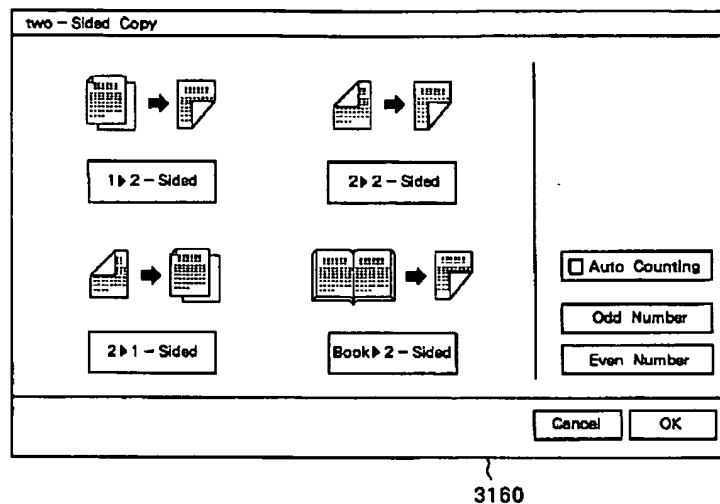 two-Sided Copy
1▶2-Sided
2▶2-Sided
2▶1-Sided
Book▶2-Sided
Auto Counting
Odd Number
Even Number
Cancel
OK
3160